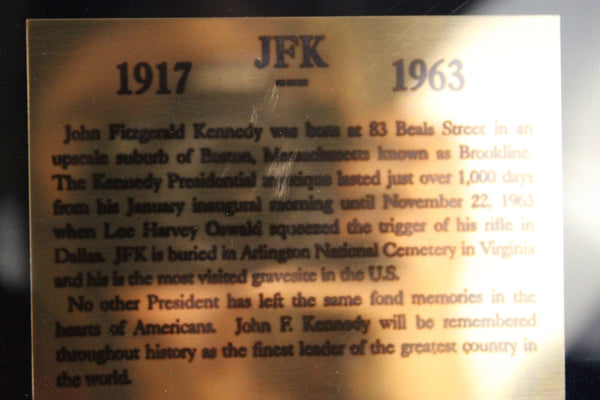 JFK
1917
1963
John Fitzgerald Kennedy was born at 83 Beals Street in an
upscale suburb of Boston, Massachusetts known as Brookline.
The Kennedy Presidential mystique lasted just over 1,000 days
from his January inaugural morning until November 22, 1963
when Lee Harvey Oswald squeezed the trigger of his rifle in
Dallas. JFK is buried in Arlington National Cemetery in Virginia
and his is the most visited gravesite in the U.S.
No other President has left the same fond memories in the
hearts of Americans. John F. Kennedy will be remembered
throughout history as the finest leader of the greatest country in
the world.